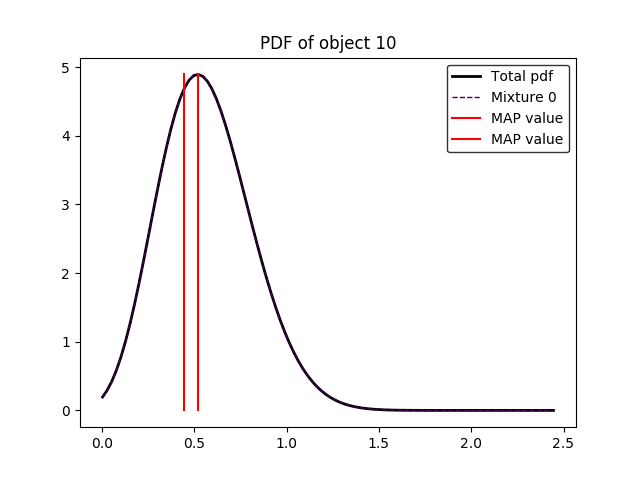 PDF of object 10
Total pdf
Mixture 0
MAP value
MAP value
5
4
3
2
1
0
0.0 0.5 1.0 1.5 2.0 2.5